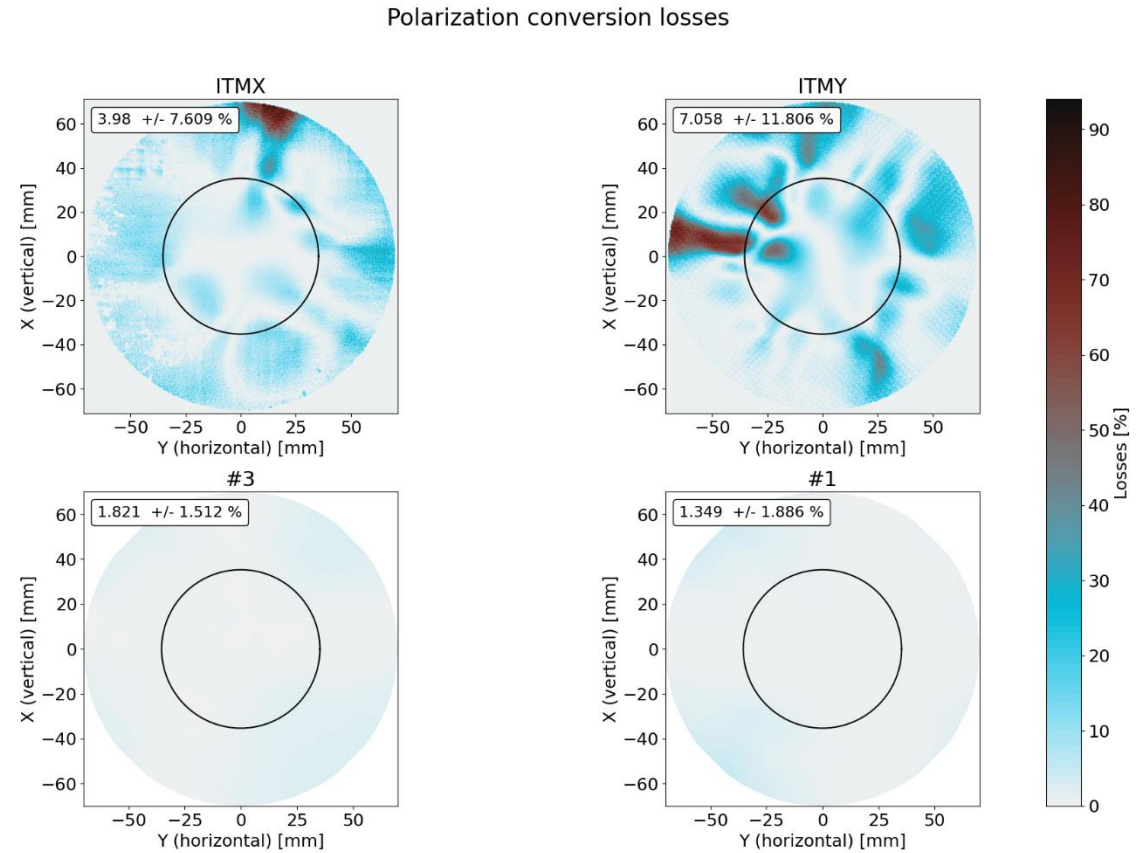 Polarization conversion losses
ITMX
3.98 +/- 7.609 %
X (vertical) [mm]
60
40
20
0
−20
−40
−60
−50 −25 0 25 50
Y (horizontal) [mm]
ITMY
7.058 +/- 11.806 %
X (vertical) [mm]
60
40
20
0
−20
−40
−60
−50 −25 0 25 50
Y (horizontal) [mm]
#3
1.821 +/- 1.512 %
X (vertical) [mm]
60
40
20
0
−20
−40
−60
−50 −25 0 25 50
Y (horizontal) [mm]
#1
1.349 +/- 1.886 %
X (vertical) [mm]
60
40
20
0
−20
−40
−60
−50 −25 0 25 50
Y (horizontal) [mm]
90
80
70
60
50
40
30
20
10
0
Losses [%]